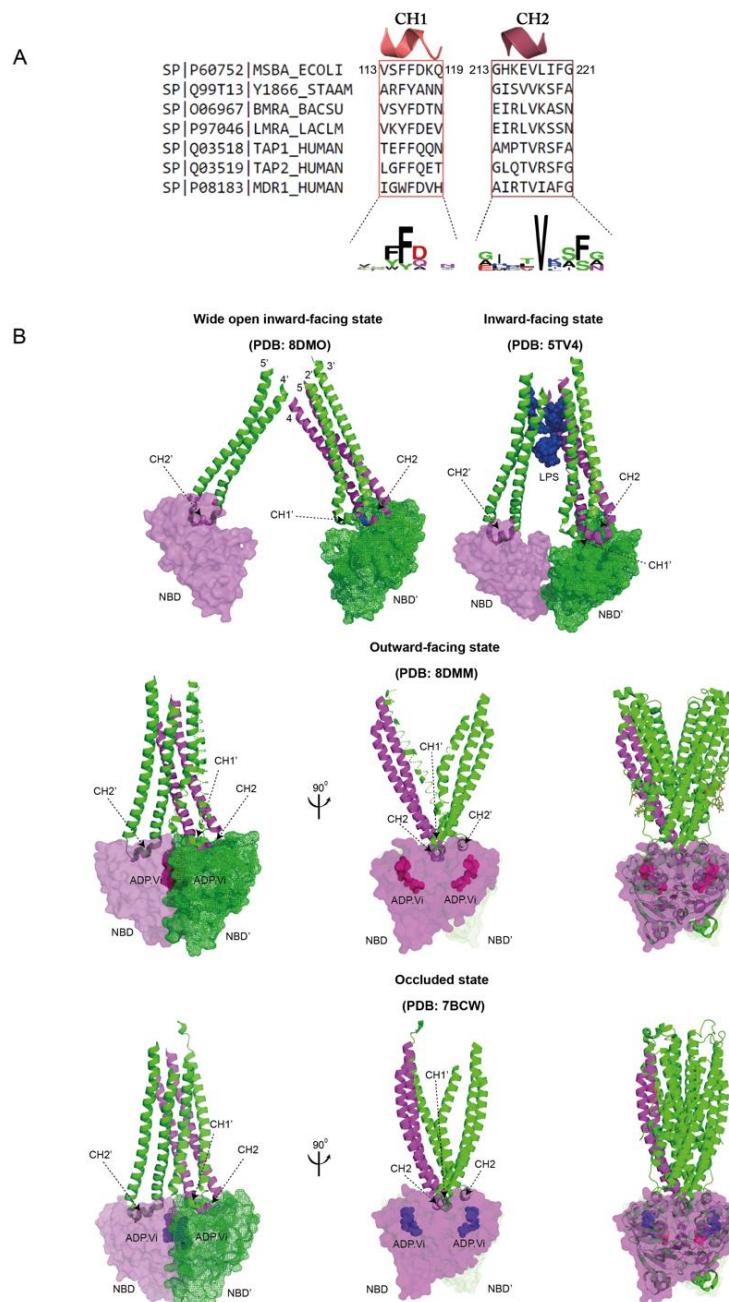 A
CH1 CH2
SP|P60752|MSBA_ECOLI 113 VSFFDKQ 119 213 GHKEVLIFG 221
SP|Q99T13|Y1866_STAAM ARFYANN GISVVKSFA
SP|O06967|BMRA_BACSU VSYFDTN EIRLVKASN
SP|P97046|LMRA_LACLM VKYFDEV EIRLVKSSN
SP|Q03518|TAP1_HUMAN TEFFQQN AMPTVRSFA
SP|Q03519|TAP2_HUMAN LGFFQET GLQTVRSFG
SP|P08183|MDR1_HUMAN IGWFDVH AIRTVIAFG
B
Wide open inward-facing state
(PDB: 8DMO)
Inward-facing state
(PDB: 5TV4)
5' 4' 4 5 2' 3'
CH2' CH2 CH1'
NBD NBD'
LPS
CH2' CH2 CH1'
NBD NBD'
Outward-facing state
(PDB: 8DMM)
CH2' CH1' CH2
ADP.Vi ADP.Vi
NBD NBD'
90°
CH1'
CH2 CH2'
ADP.Vi ADP.Vi
NBD NBD'
Occluded state
(PDB: 7BCW)
CH2' CH1' CH2
ADP.Vi ADP.Vi
NBD NBD'
90°
CH1'
CH2 CH2
ADP.Vi ADP.Vi
NBD NBD'